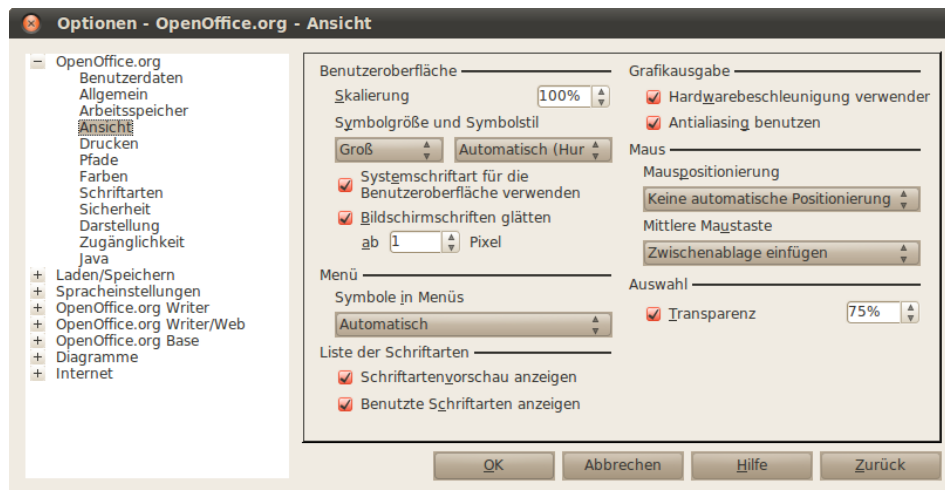 Optionen - OpenOffice.org - Ansicht
OpenOffice.org
Benutzerdaten
Allgemein
Arbeitsspeicher
Ansicht
Drucken
Pfade
Farben
Schriftarten
Sicherheit
Darstellung
Zugänglichkeit
Java
Laden/Speichern
Spracheinstellungen
OpenOffice.org Writer
OpenOffice.org Writer/Web
OpenOffice.org Base
Diagramme
Internet
Benutzeroberfläche
Skalierung 100%
Symbolgröße und Symbolstil
Groß Automatisch (Hur
Systemschriftart für die
Benutzeroberfläche verwenden
Bildschirmschriften glätten
ab 1 Pixel
Menü
Symbole in Menüs
Automatisch
Liste der Schriftarten
Schriftartenvorschau anzeigen
Benutzte Schriftarten anzeigen
Grafikausgabe
Hardwarebeschleunigung verwender
Antialiasing benutzen
Maus
Mauspositionierung
Keine automatische Positionierung
Mittlere Maustaste
Zwischenablage einfügen
Auswahl
Transparenz 75%
OK Abbrechen Hilfe Zurück